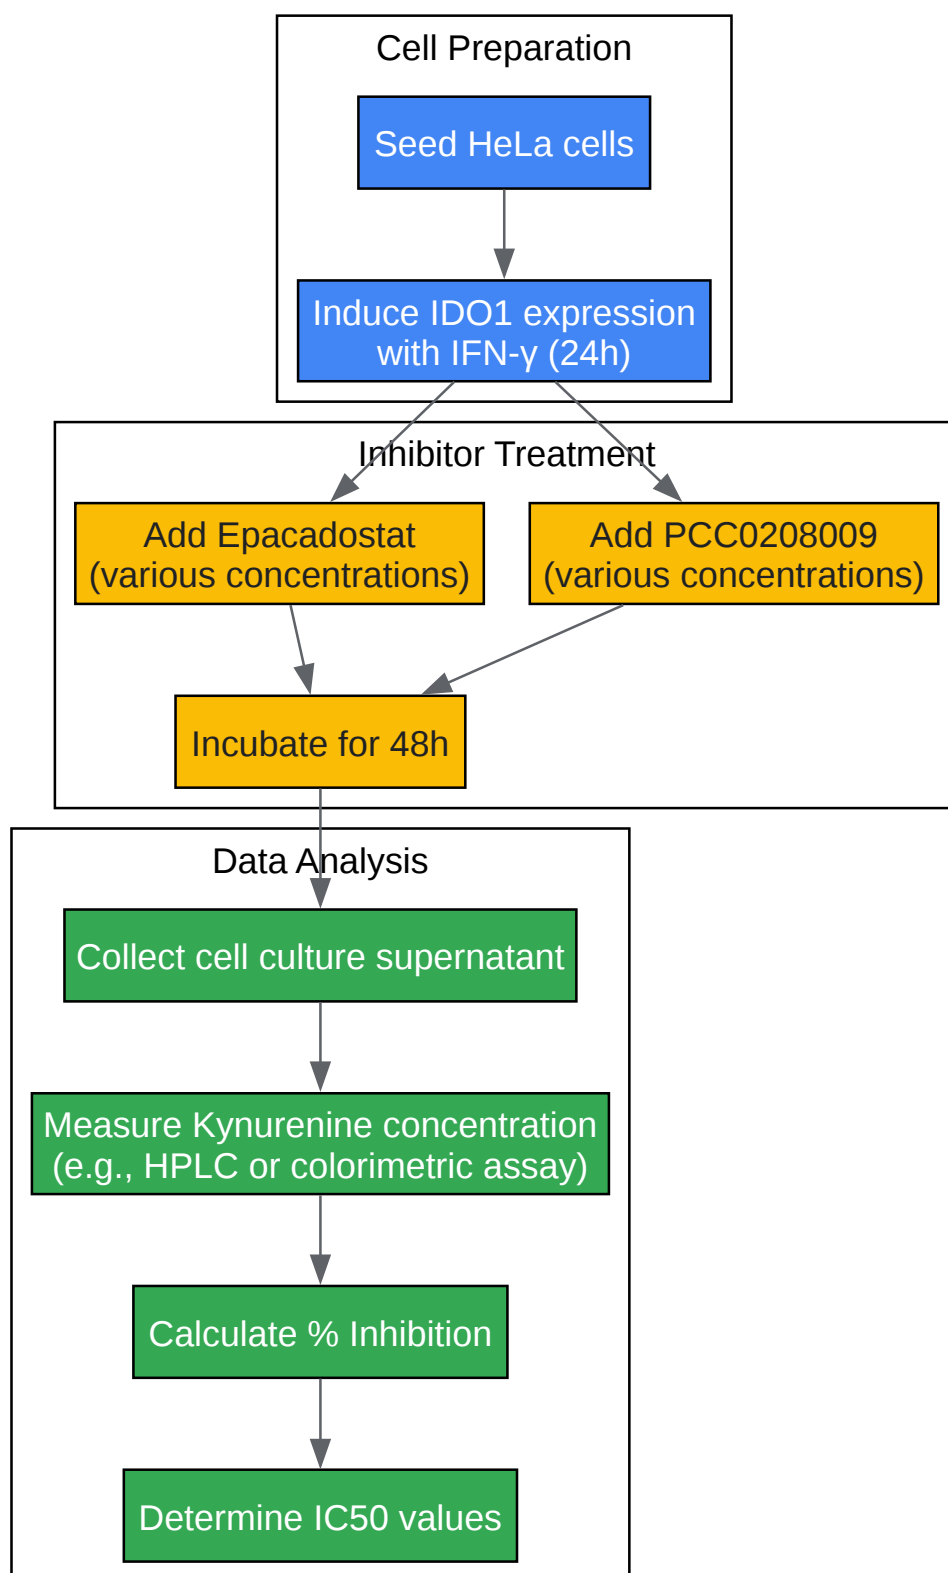 Cell Preparation
Seed HeLa cells
Induce IDO1 expression
with IFN-γ (24h)
Inhibitor Treatment
Add Epacadostat
(various concentrations)
Add PCC0208009
(various concentrations)
Incubate for 48h
Data Analysis
Collect cell culture supernatant
Measure Kynurenine concentration
(e.g., HPLC or colorimetric assay)
Calculate % Inhibition
Determine IC50 values